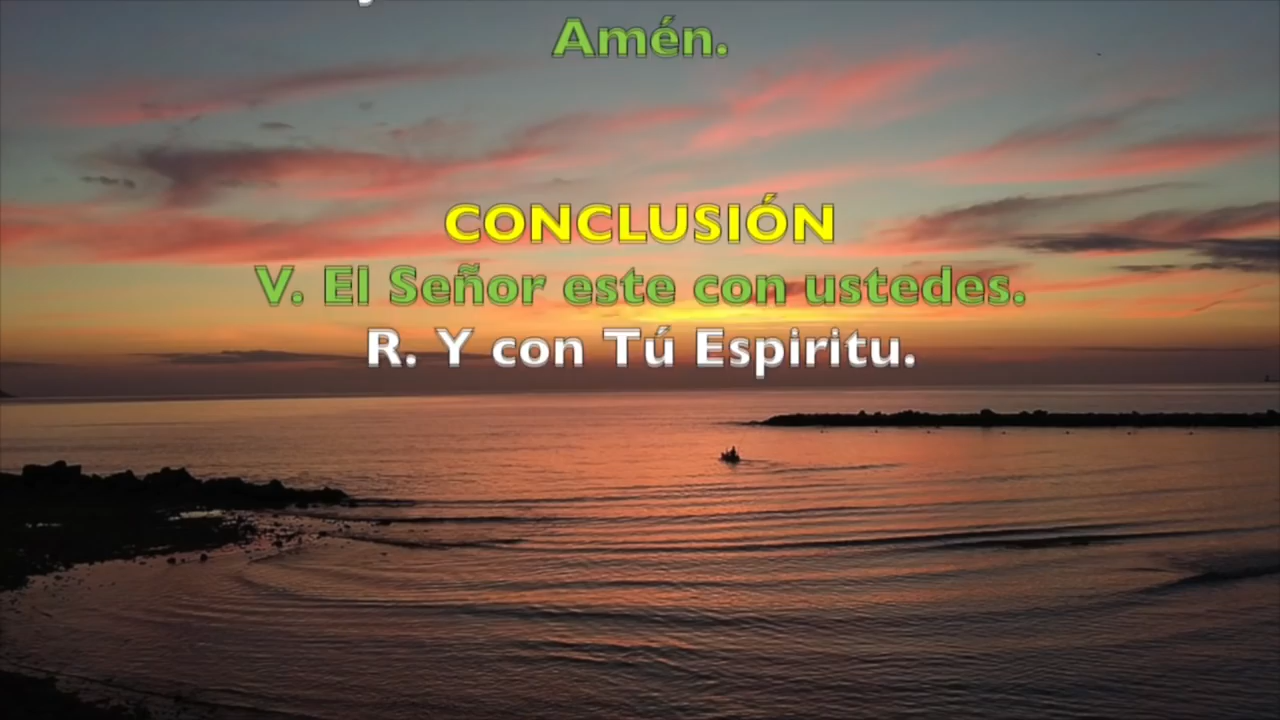 Amén.
CONCLUSIÓN
V. El Señor este con ustedes.
R. Y con Tú Espiritu.